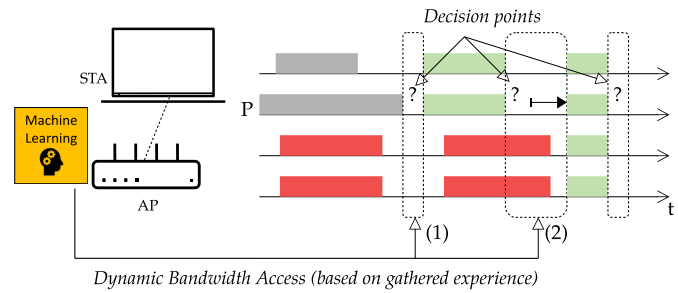 Decision points
STA
? ? ?
P
Machine
Learning
AP
t
(1) (2)
Dynamic Bandwidth Access (based on gathered experience)